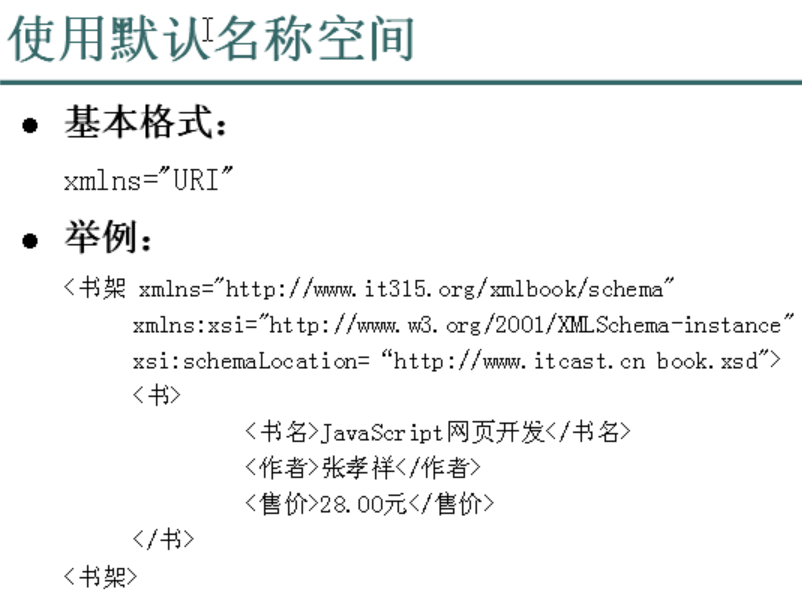 使用默认名称空间
● 基本格式：
xmlns="URI"
● 举例：
<书架 xmlns="http://www.it315.org/xmlbook/schema"
xmlns:xsi="http://www.w3.org/2001/XMLSchema-instance"
xsi:schemaLocation= “http://www.itcast.cn book.xsd">
<书>
<书名>JavaScript网页开发</书名>
<作者>张孝祥</作者>
<售价>28.00元</售价>
</书>
<书架>